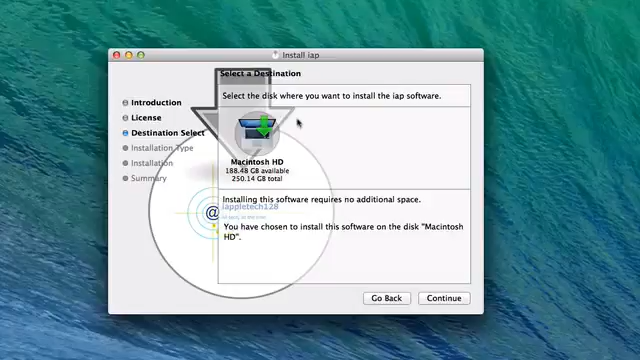 Install iap
Select a Destination
Select the disk where you want to install the iap software.
Introduction
License
Destination Select
Installation Type
Installation
Summary
Macintosh HD
188.48 GB available
250.14 GB total
Installing this software requires no additional space.
iappletech128
@
You have chosen to install this software on the disk "Macintosh
HD".
Go Back
Continue